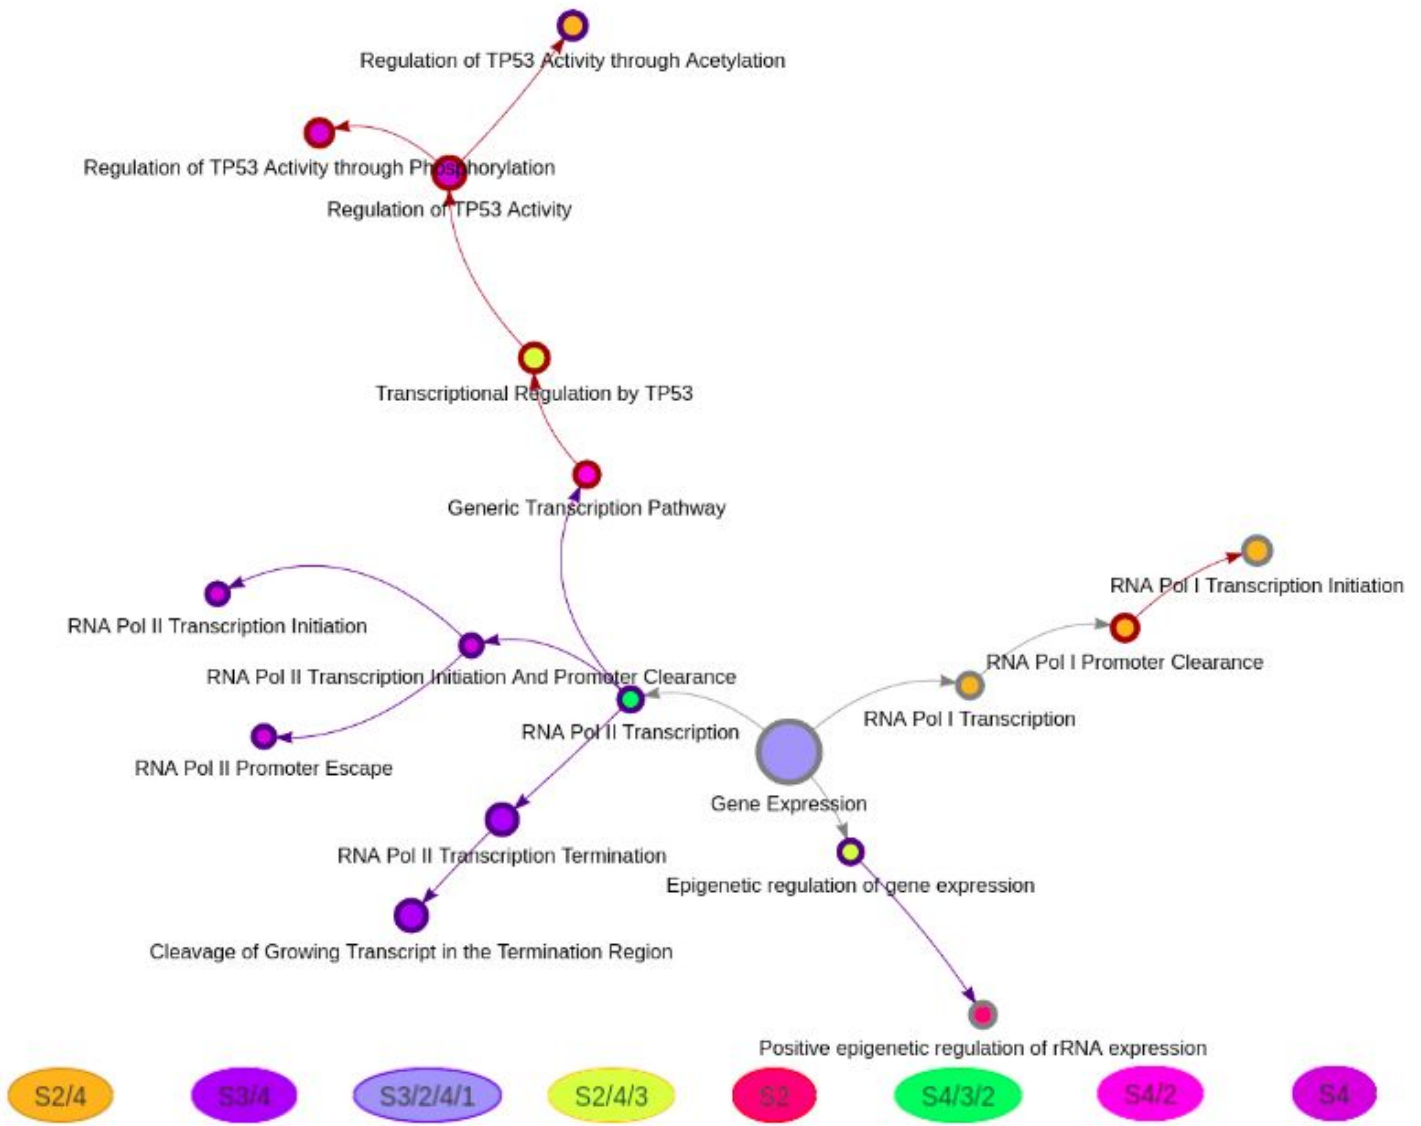 Regulation of TP53 Activity through Acetylation
Regulation of TP53 Activity through Phosphorylation
Regulation of TP53 Activity
Transcriptional Regulation by TP53
Generic Transcription Pathway
RNA Pol I Transcription Initiation
RNA Pol II Transcription Initiation
RNA Pol I Promoter Clearance
RNA Pol II Transcription Initiation And Promoter Clearance
RNA Pol I Transcription
RNA Pol II Transcription
RNA Pol II Promoter Escape
Gene Expression
RNA Pol II Transcription Termination
Epigenetic regulation of gene expression
Cleavage of Growing Transcript in the Termination Region
Positive epigenetic regulation of rRNA expression
S2/4 S3/4 S3/2/4/1 S2/4/3 S2 S4/3/2 S4/2 S4